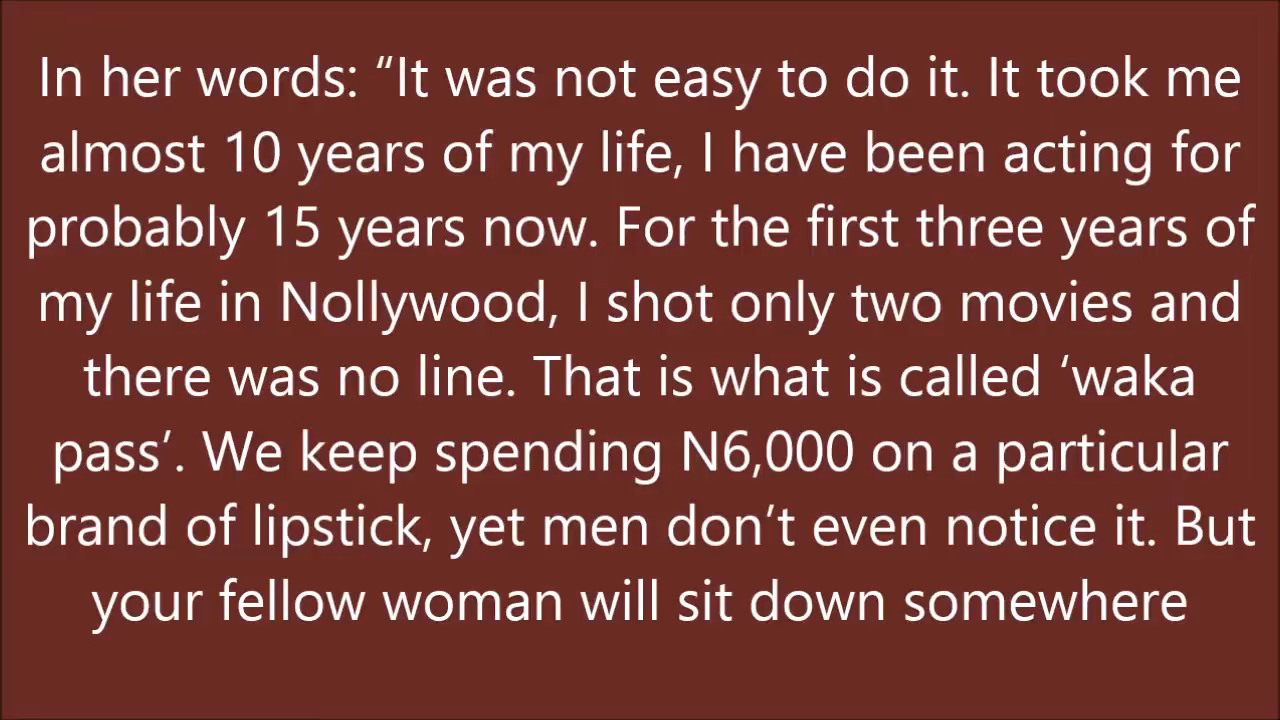 In her words: “It was not easy to do it. It took me
almost 10 years of my life, I have been acting for
probably 15 years now. For the first three years of
my life in Nollywood, I shot only two movies and
there was no line. That is what is called ‘waka
pass’. We keep spending N6,000 on a particular
brand of lipstick, yet men don’t even notice it. But
your fellow woman will sit down somewhere